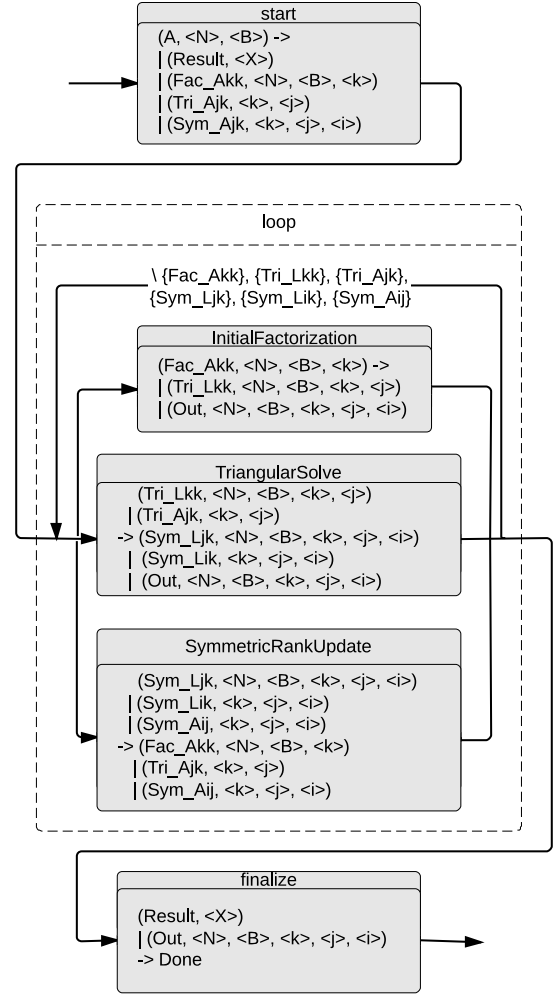 start
(A, <N>, <B>) ->
| (Result, <X>)
| (Fac_Akk, <N>, <B>, <k>)
| (Tri_Ajk, <k>, <j>)
| (Sym_Ajk, <k>, <j>, <i>)
loop
\ {Fac_Akk}, {Tri_Lkk}, {Tri_Ajk},
{Sym_Ljk}, {Sym_Lik}, {Sym_Aij}
InitialFactorization
(Fac_Akk, <N>, <B>, <k>) ->
| (Tri_Lkk, <N>, <B>, <k>, <j>)
| (Out, <N>, <B>, <k>, <j>, <i>)
TriangularSolve
(Tri_Lkk, <N>, <B>, <k>, <j>)
| (Tri_Ajk, <k>, <j>)
-> (Sym_Ljk, <N>, <B>, <k>, <j>, <i>)
| (Sym_Lik, <k>, <j>, <i>)
| (Out, <N>, <B>, <k>, <j>, <i>)
SymmetricRankUpdate
(Sym_Ljk, <N>, <B>, <k>, <j>, <i>)
| (Sym_Lik, <k>, <j>, <i>)
| (Sym_Aij, <k>, <j>, <i>)
-> (Fac_Akk, <N>, <B>, <k>)
| (Tri_Ajk, <k>, <j>)
| (Sym_Aij, <k>, <j>, <i>)
finalize
(Result, <X>)
| (Out, <N>, <B>, <k>, <j>, <i>)
-> Done